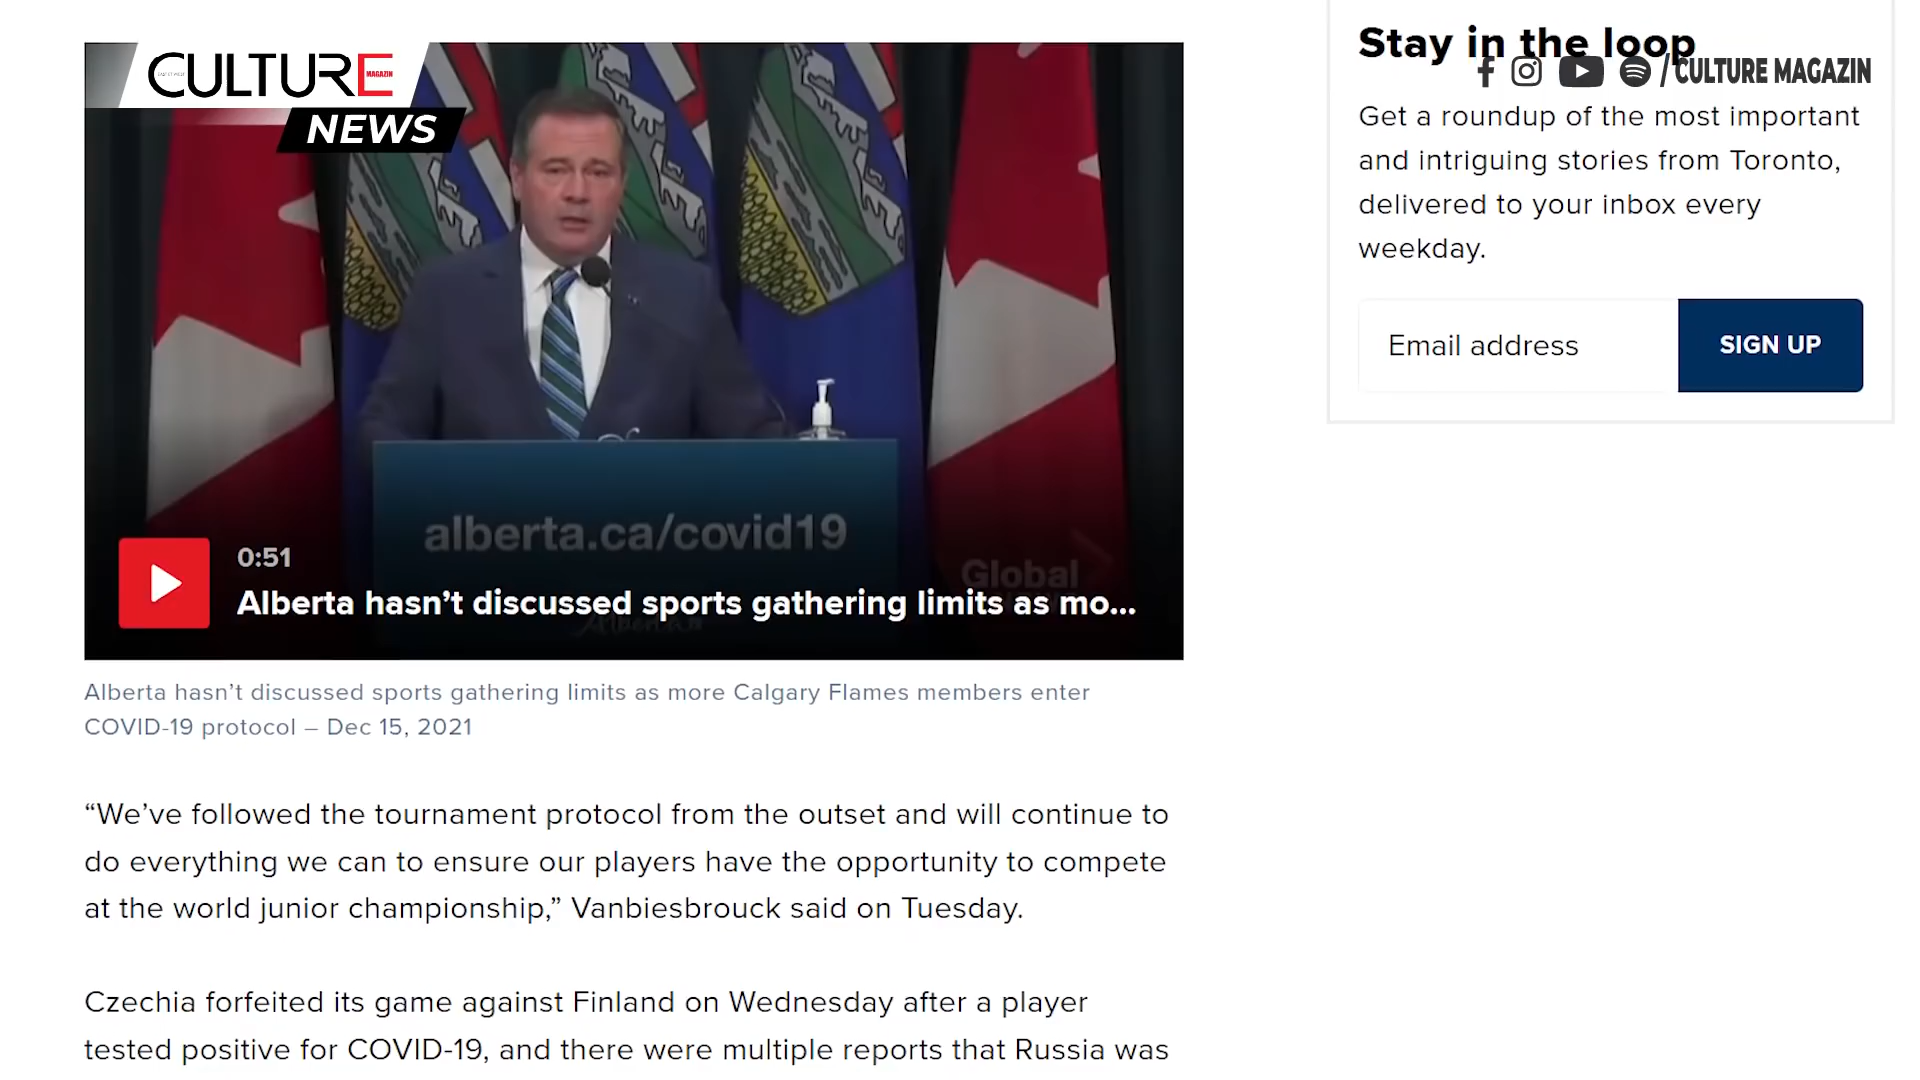 CULTURE
MAGAZIN
NEWS
alberta.ca/covid19
Global
0:51
Alberta hasn’t discussed sports gathering limits as mo...
Alberta hasn’t discussed sports gathering limits as more Calgary Flames members enter
COVID-19 protocol – Dec 15, 2021
“We’ve followed the tournament protocol from the outset and will continue to
do everything we can to ensure our players have the opportunity to compete
at the world junior championship,” Vanbiesbrouck said on Tuesday.
Czechia forfeited its game against Finland on Wednesday after a player
tested positive for COVID-19, and there were multiple reports that Russia was
Stay in the loop
/CULTURE MAGAZIN
Get a roundup of the most important
and intriguing stories from Toronto,
delivered to your inbox every
weekday.
Email address
SIGN UP